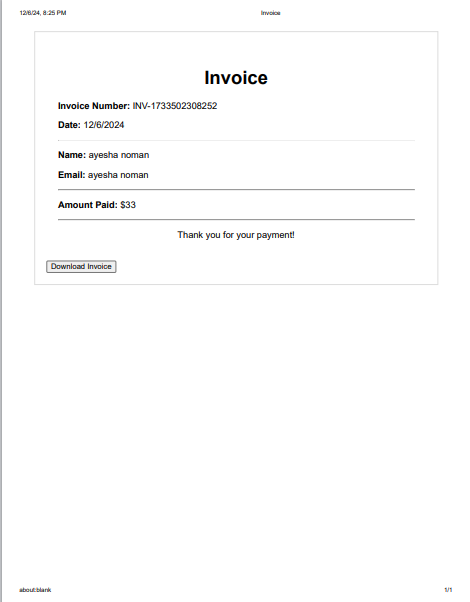 12/6/24, 8:25 PM Invoice
Invoice
Invoice Number: INV-1733502308252
Date: 12/6/2024
Name: ayesha noman
Email: ayesha noman
Amount Paid: $33
Thank you for your payment!
Download Invoice
about:blank 1/1